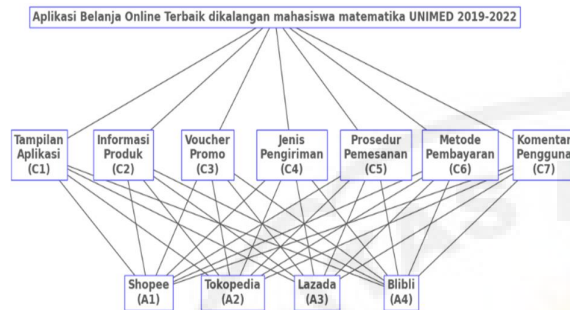 Aplikasi Belanja Online Terbaik dikalangan mahasiswa matematika UNIMED 2019-2022
Tampilan
Aplikasi
(C1)
Informasi
Produk
(C2)
Voucher
Promo
(C3)
Jenis
Pengiriman
(C4)
Prosedur
Pemesanan
(C5)
Metode
Pembayaran
(C6)
Komentar
Pengguna
(C7)
Shopee
(A1)
Tokopedia
(A2)
Lazada
(A3)
Blibli
(A4)